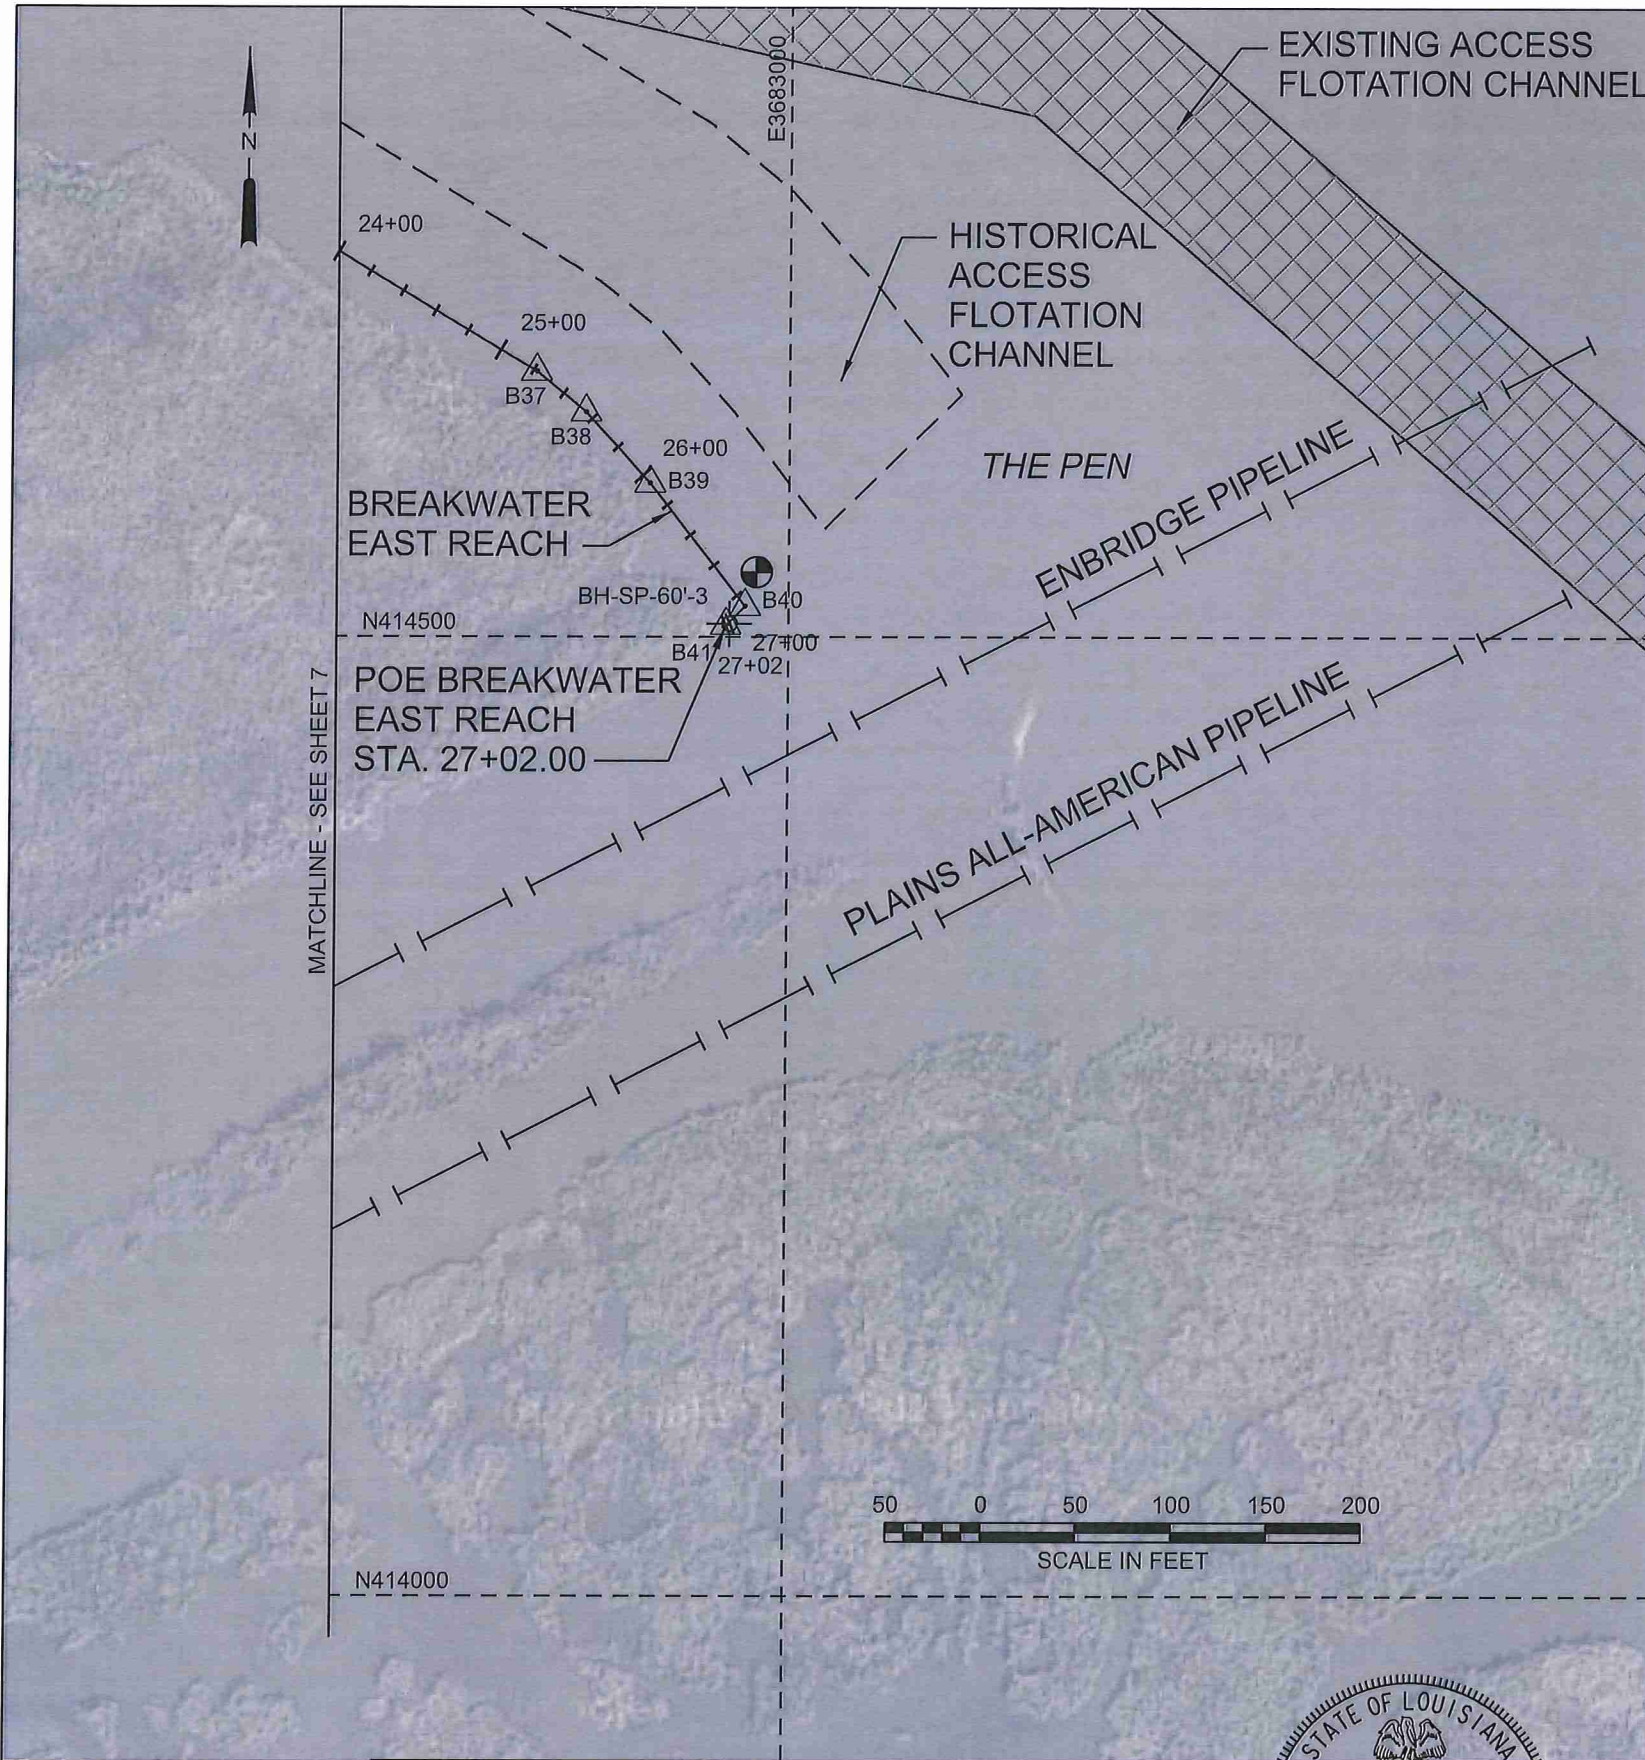 EXISTING ACCESS
FLOTATION CHANNEL
E3683000
N
24+00
HISTORICAL
ACCESS
FLOTATION
CHANNEL
25+00
B37
B38
26+00
B39
THE PEN
ENBRIDGE PIPELINE
BREAKWATER
EAST REACH
BH-SP-60'-3
B40
N414500
27+00
B41
27+02
POE BREAKWATER
EAST REACH
STA. 27+02.00
MATCHLINE - SEE SHEET 7
PLAINS ALL-AMERICAN PIPELINE
50 0 50 100 150 200
SCALE IN FEET
N414000
STATE OF LOUISIANA